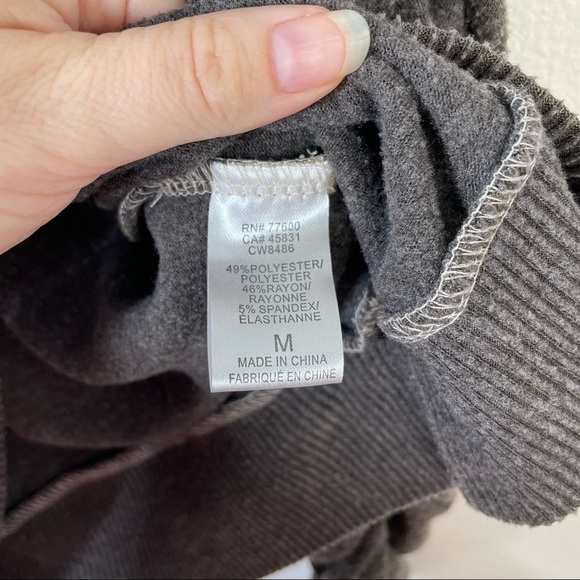 RN# 77600
CA# 45831
CW8486
49%POLYESTER/
POLYESTER
46%RAYON/
RAYONNE
5% SPANDEX/
ÉLASTHANNE
M
MADE IN CHINA
FABRIQUÉ EN CHINE